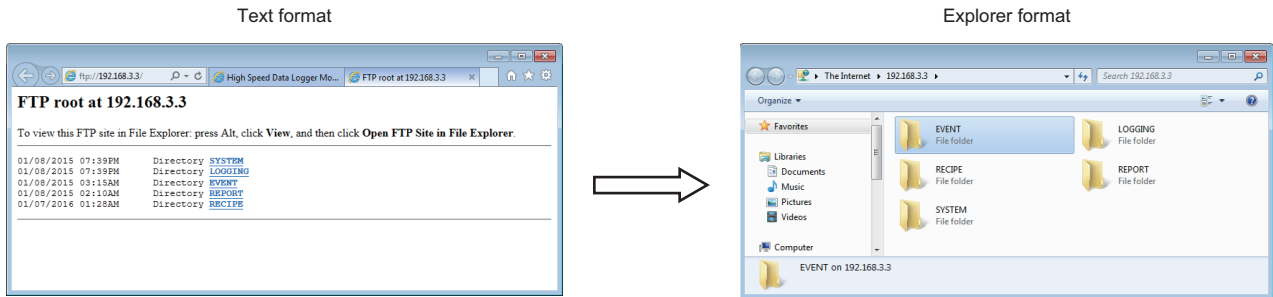 Text format
ftp://192.168.3.3/
High Speed Data Logger Mo...
FTP root at 192.168.3.3
FTP root at 192.168.3.3
To view this FTP site in File Explorer: press Alt, click View, and then click Open FTP Site in File Explorer.
01/08/2015 07:39PM Directory SYSTEM
01/08/2015 07:39PM Directory LOGGING
01/08/2015 03:15AM Directory EVENT
01/08/2015 02:10AM Directory REPORT
01/07/2016 01:28AM Directory RECIPE
Explorer format
The Internet 192.168.3.3
Search 192.168.3.3
Organize
Favorites
Libraries
Documents
Music
Pictures
Videos
Computer
EVENT
File folder
LOGGING
File folder
RECIPE
File folder
REPORT
File folder
SYSTEM
File folder
EVENT on 192.168.3.3